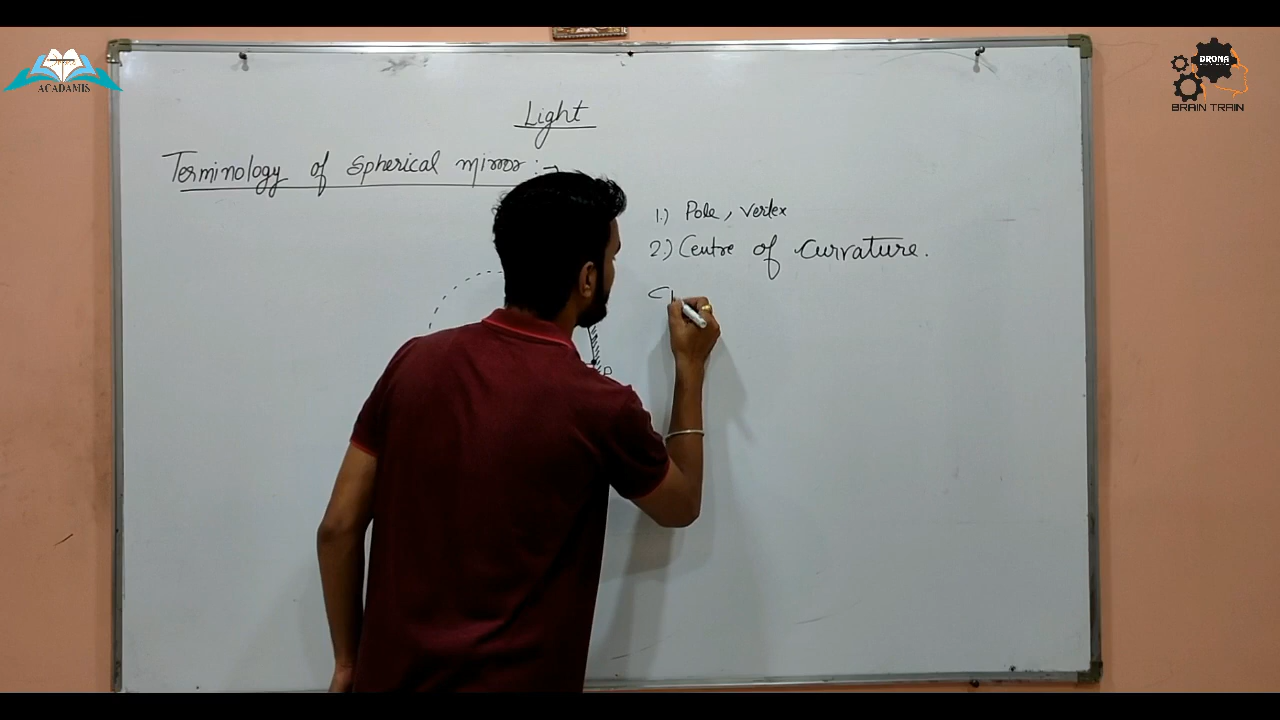 ACADAMIS
DRONA
BRAIN TRAIN
Light
Terminology of Spherical mirror :→
1.) Pole, Vertex
2.) Centre of Curvature.
P